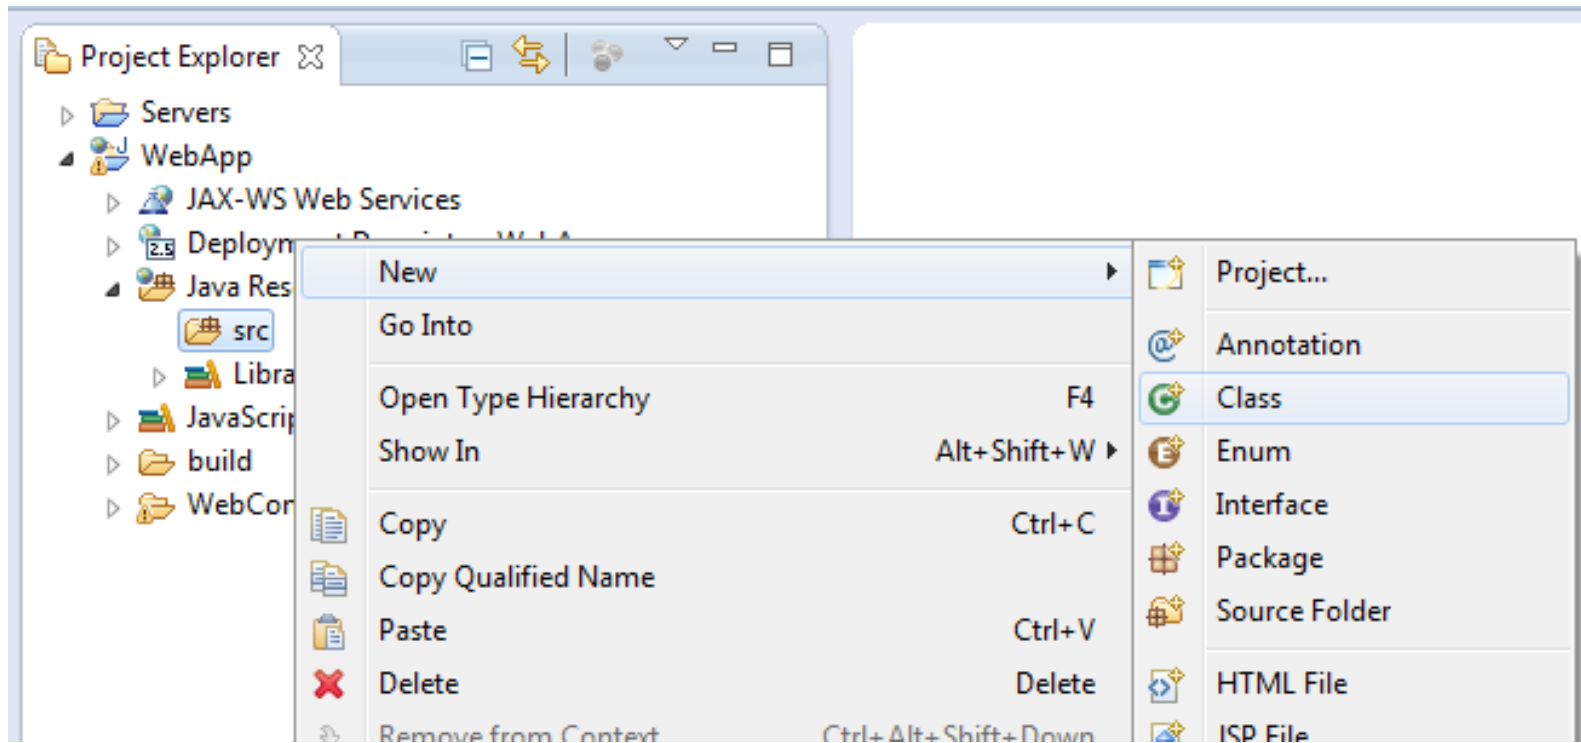 Project Explorer
Servers
WebApp
JAX-WS Web Services
2.5 Deploym
Java Res
src
Libra
JavaScrip
build
WebCon
New
Go Into
Open Type Hierarchy F4
Show In Alt+Shift+W
Copy Ctrl+C
Copy Qualified Name
Paste Ctrl+V
Delete Delete
Remove from Context Ctrl+Alt+Shift+Down
Project...
Annotation
Class
Enum
Interface
Package
Source Folder
HTML File
JSP File